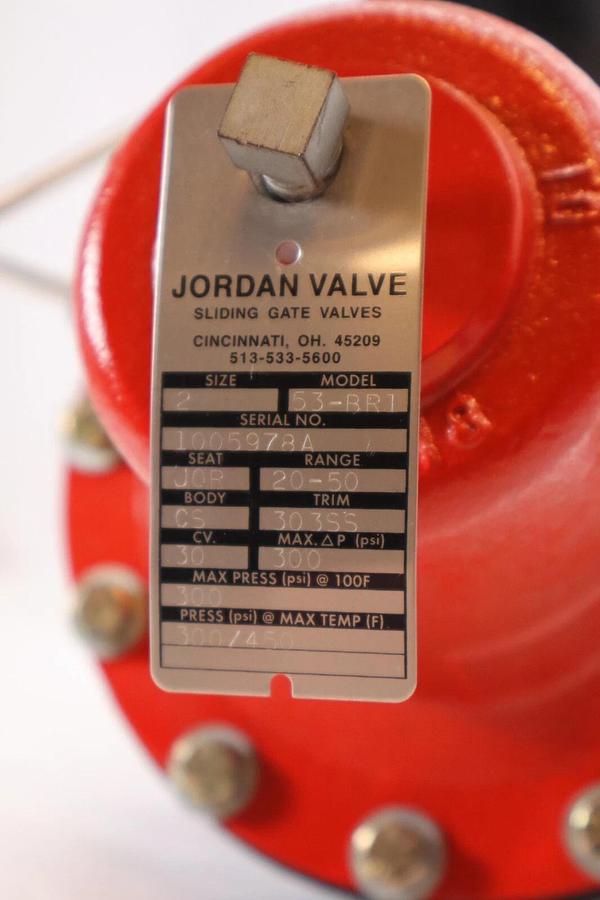 JORDAN VALVE
SLIDING GATE VALVES
CINCINNATI, OH. 45209
513-533-5600
SIZE MODEL
2 53-BR1
SERIAL NO.
1005978A
SEAT RANGE
20-50
BODY TRIM
CS 303SS
CV. MAX.△P (psi)
30 300
MAX PRESS (psi) @ 100F
300
PRESS (psi) @ MAX TEMP (F)
300/450